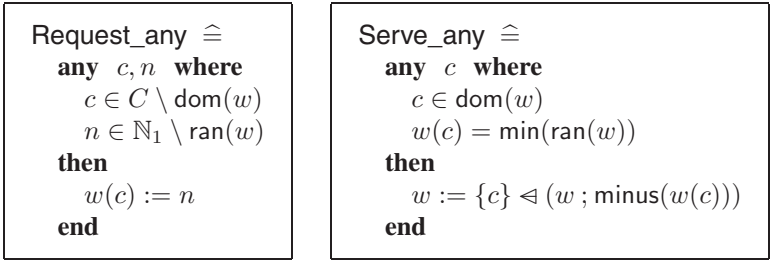 Request_any ≙
any c, n where
c ∈ C \ dom(w)
n ∈ ℕ₁ \ ran(w)
then
w(c) := n
end
Serve_any ≙
any c where
c ∈ dom(w)
w(c) = min(ran(w))
then
w := {c} ⩤ (w ; minus(w(c)))
end